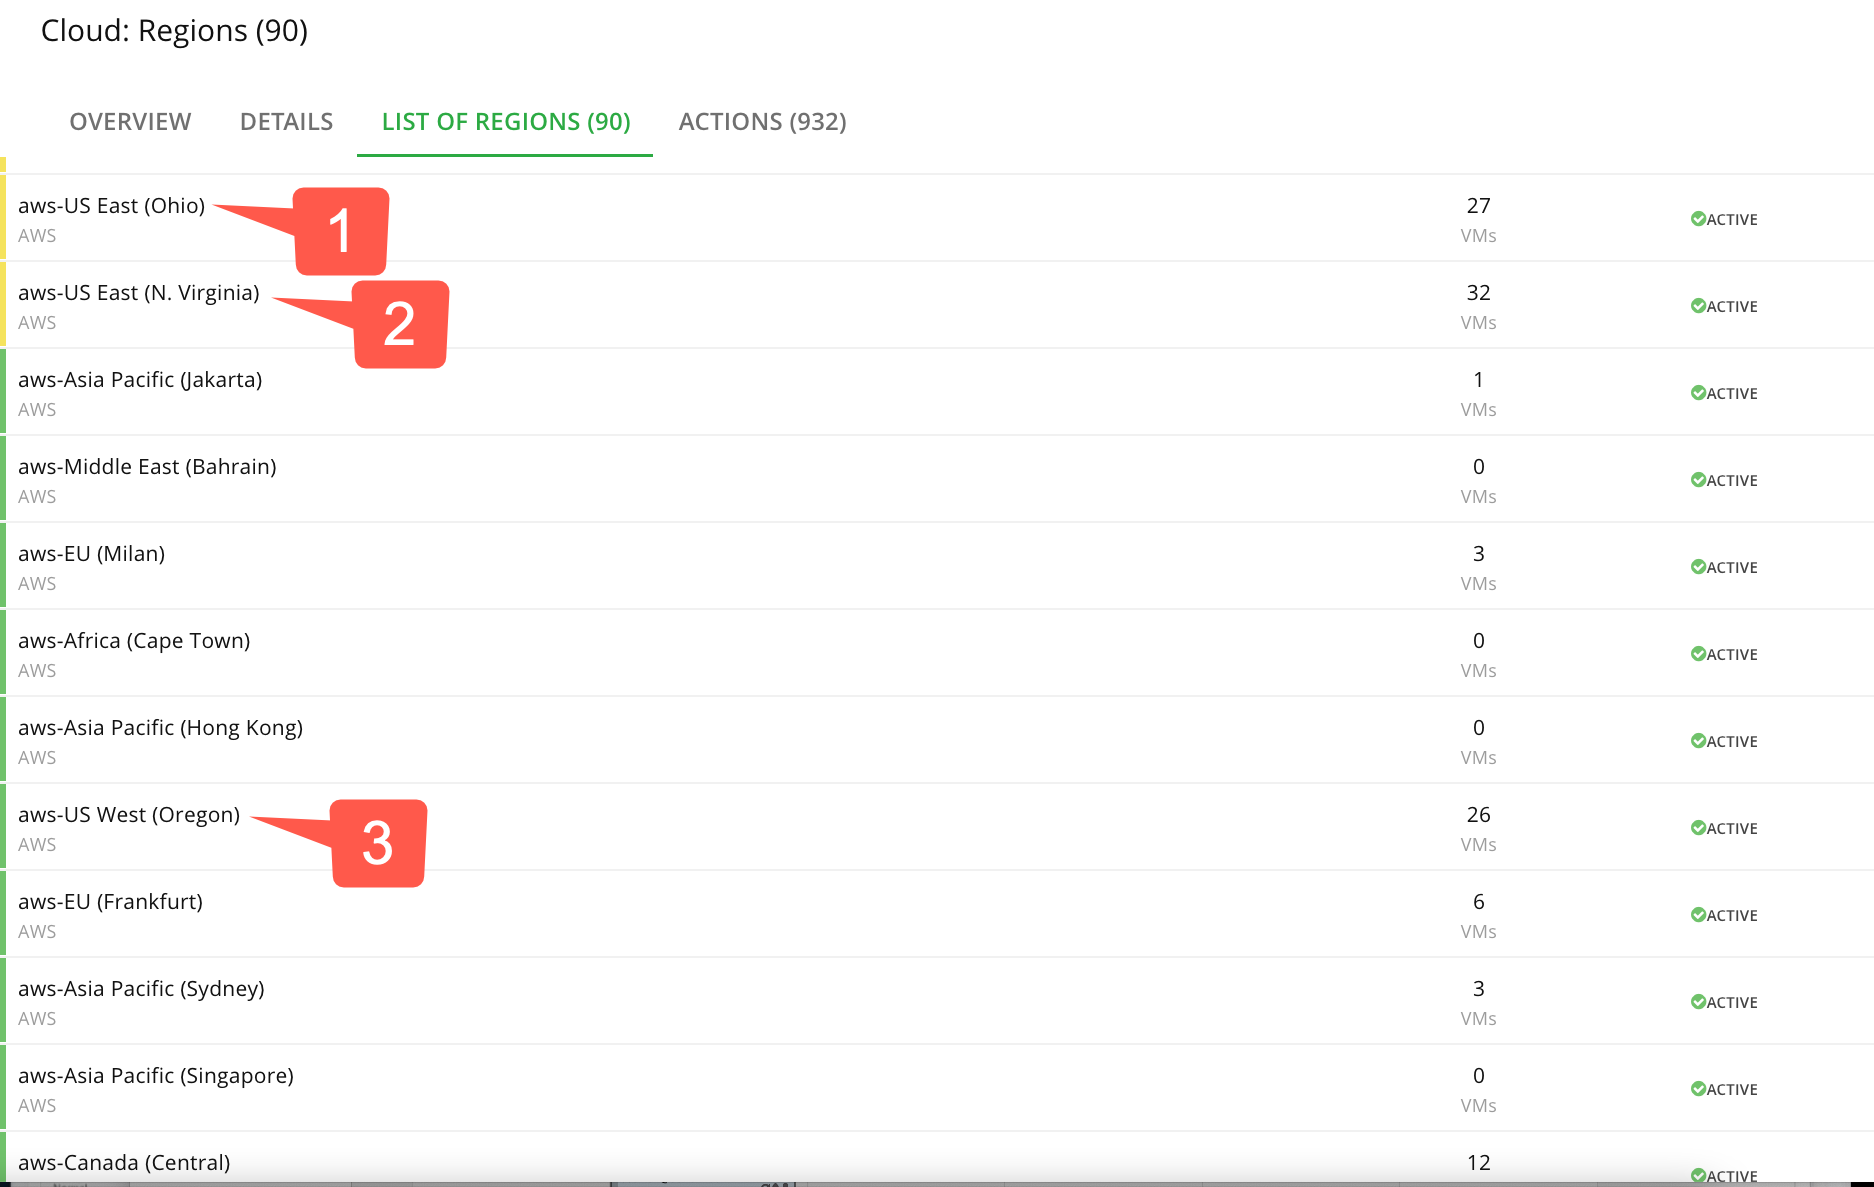 Cloud: Regions (90)
OVERVIEW DETAILS LIST OF REGIONS (90) ACTIONS (932)
aws-US East (Ohio) 1 27 ACTIVE
AWS VMs
aws-US East (N. Virginia) 2 32 ACTIVE
AWS VMs
aws-Asia Pacific (Jakarta) 1 ACTIVE
AWS VMs
aws-Middle East (Bahrain) 0 ACTIVE
AWS VMs
aws-EU (Milan) 3 ACTIVE
AWS VMs
aws-Africa (Cape Town) 0 ACTIVE
AWS VMs
aws-Asia Pacific (Hong Kong) 0 ACTIVE
AWS VMs
aws-US West (Oregon) 3 26 ACTIVE
AWS VMs
aws-EU (Frankfurt) 6 ACTIVE
AWS VMs
aws-Asia Pacific (Sydney) 3 ACTIVE
AWS VMs
aws-Asia Pacific (Singapore) 0 ACTIVE
AWS VMs
aws-Canada (Central) 12 ACTIVE